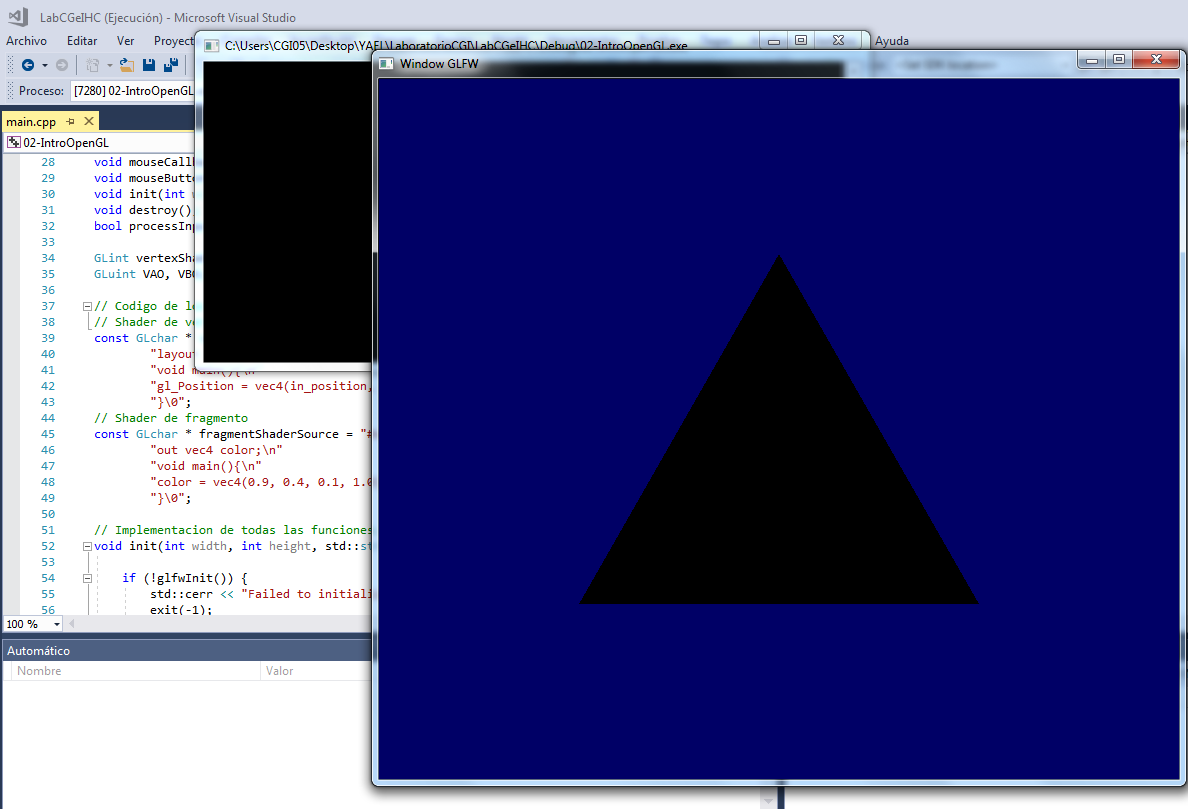 LabCGeIHC (Ejecución) - Microsoft Visual Studio
Archivo Editar Ver Proyect Ayuda
C:\Users\CGI05\Desktop\YAEL\LaboratorioCGI\LabCGeIHC\Debug\02-IntroOpenGL.exe
Window GLFW
Proceso: [7280] 02-IntroOpenGL
main.cpp
02-IntroOpenGL
28 void mouseCall
29 void mouseButt
30 void init(int
31 void destroy()
32 bool processInp
33
34 GLint vertexSha
35 GLuint VAO, VBO
36
37 // Codigo de l
38 // Shader de ve
39 const GLchar *
40 "layout
41 "void main(){\n
42 "gl_Position = vec4(in_position,
43 "}\0";
44 // Shader de fragmento
45 const GLchar * fragmentShaderSource = "#
46 "out vec4 color;\n"
47 "void main(){\n"
48 "color = vec4(0.9, 0.4, 0.1, 1.0
49 "}\0";
50
51 // Implementacion de todas las funciones
52 void init(int width, int height, std::st
53
54 if (!glfwInit()) {
55 std::cerr << "Failed to initiali
56 exit(-1);
100 %
Automático
Nombre Valor